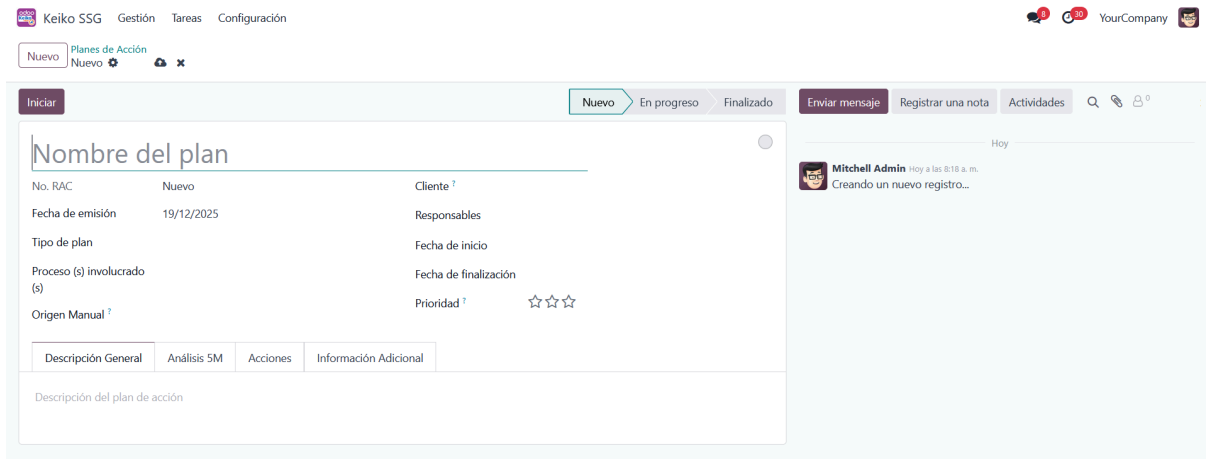 Keiko SSG Gestión Tareas Configuración 8 30 YourCompany
Nuevo
Planes de Acción
Nuevo
Iniciar
Nuevo En progreso Finalizado
Enviar mensaje Registrar una nota Actividades 0
Nombre del plan
No. RAC Nuevo
Fecha de emisión 19/12/2025
Tipo de plan
Proceso (s) involucrado
(s)
Origen Manual ?
Cliente ?
Responsables
Fecha de inicio
Fecha de finalización
Prioridad ?
Descripción General Análisis 5M Acciones Información Adicional
Descripción del plan de acción
Hoy
Mitchell Admin Hoy a las 8:18 a. m.
Creando un nuevo registro...